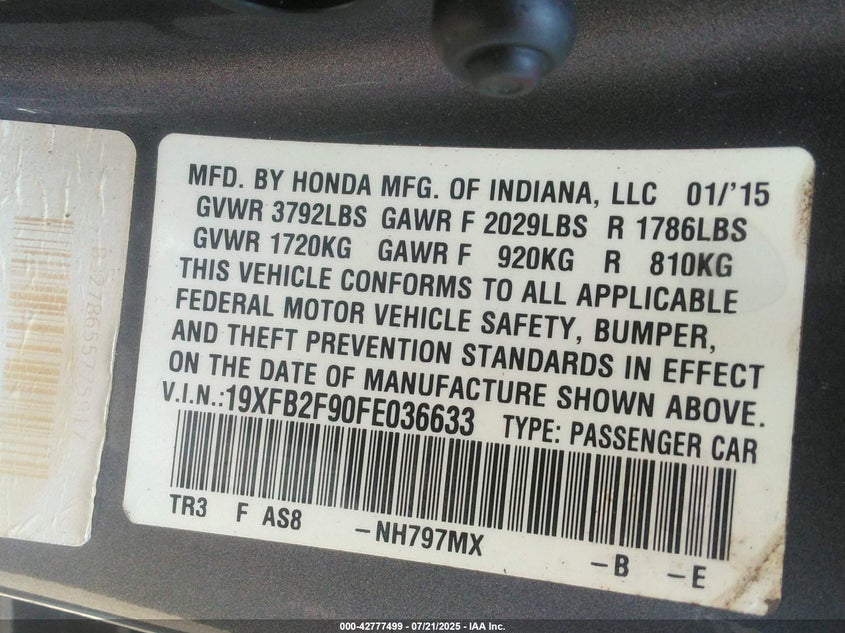 MFD. BY HONDA MFG. OF INDIANA, LLC 01/'15
GVWR 3792LBS GAWR F 2029LBS R 1786LBS
GVWR 1720KG GAWR F 920KG R 810KG
THIS VEHICLE CONFORMS TO ALL APPLICABLE
FEDERAL MOTOR VEHICLE SAFETY, BUMPER,
AND THEFT PREVENTION STANDARDS IN EFFECT
ON THE DATE OF MANUFACTURE SHOWN ABOVE.
V.I.N.:19XFB2F90FE036633 TYPE: PASSENGER CAR
TR3 F AS8 -NH797MX -B -E
000-42777499 - 07/21/2025 - IAA Inc.